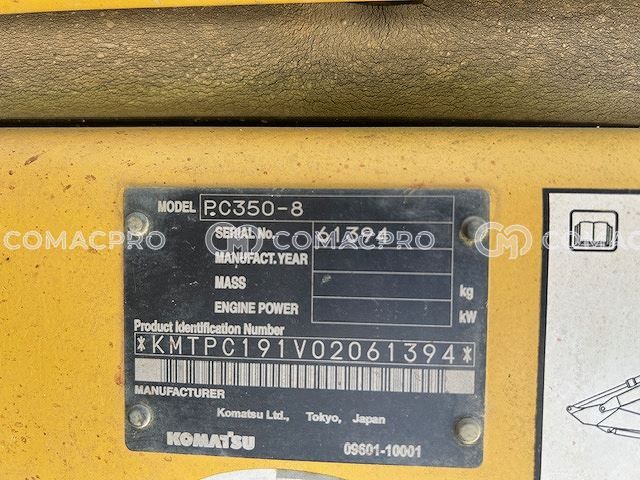 MODEL PC350-8
SERIAL No. 61394
MANUFACT.YEAR
MASS kg
ENGINE POWER kW
Product Identification Number
*KMTPC191V02061394*
MANUFACTURER
Komatsu Ltd., Tokyo, Japan
KOMATSU 09601-10001
COMACPRO COMACPRO COMACPRO